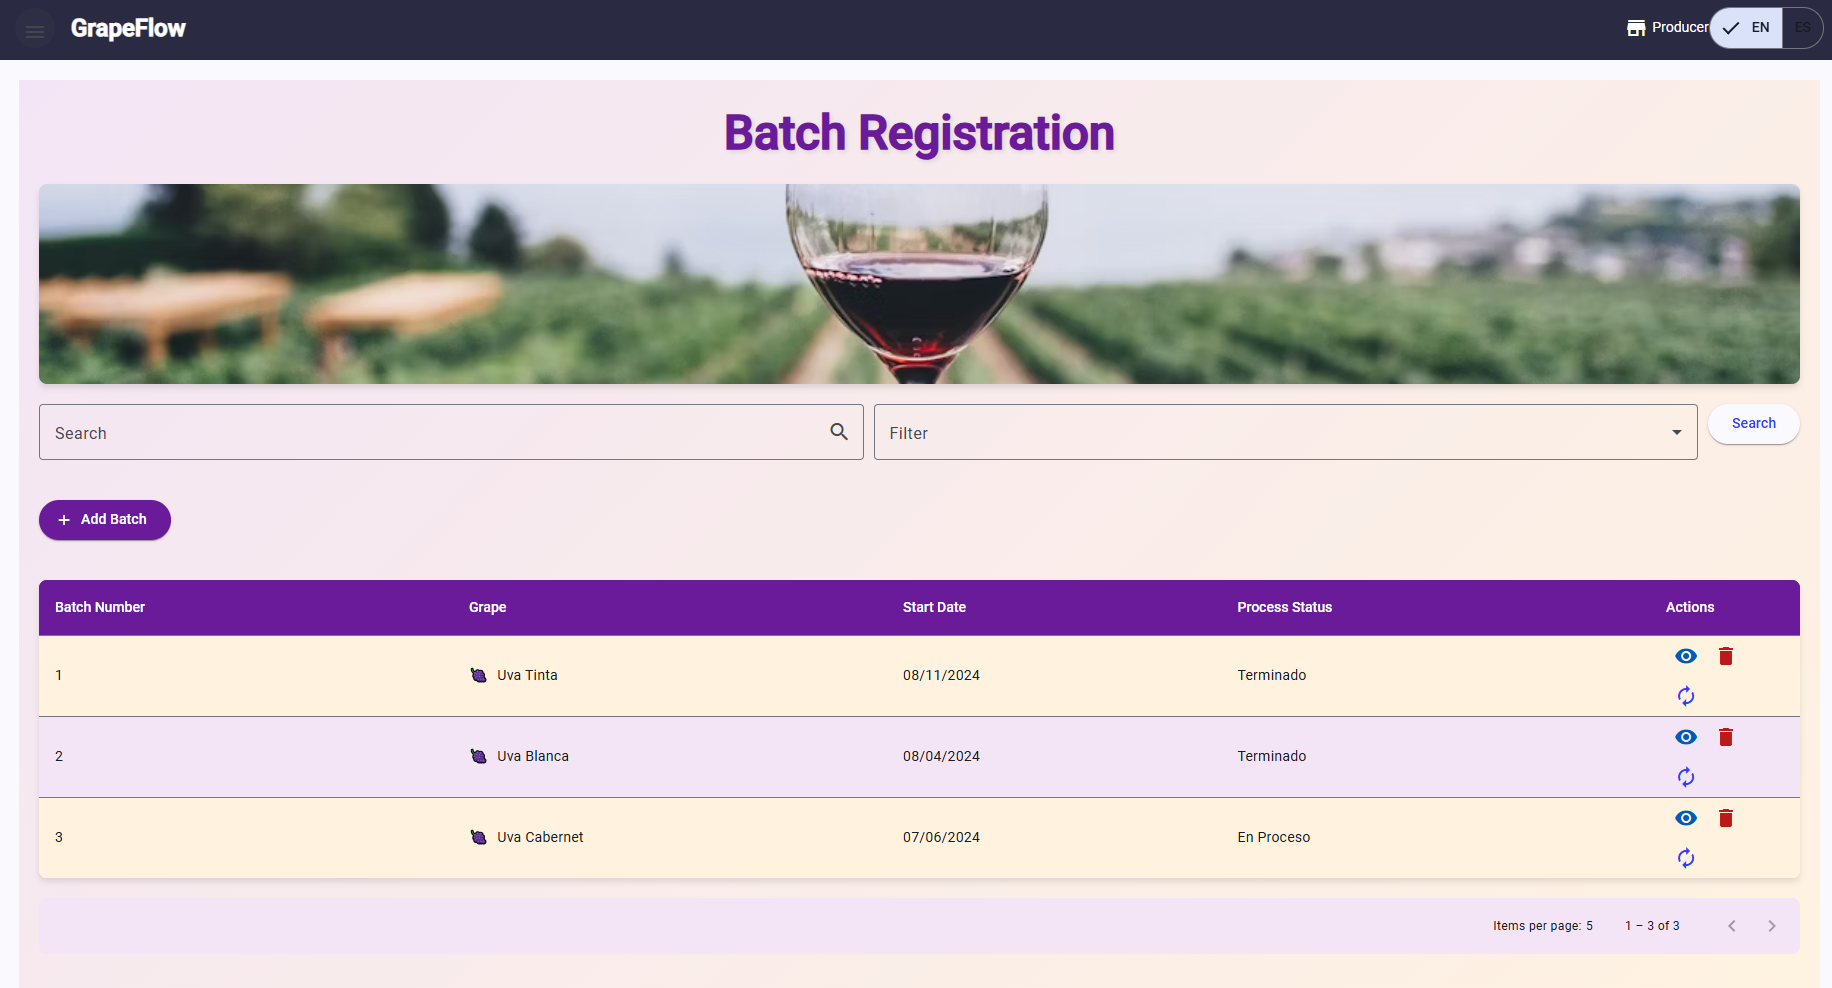 GrapeFlow
Producer
EN
ES
Batch Registration
Search
Filter
Search
+ Add Batch
Batch Number Grape Start Date Process Status Actions
1 Uva Tinta 08/11/2024 Terminado
2 Uva Blanca 08/04/2024 Terminado
3 Uva Cabernet 07/06/2024 En Proceso
Items per page: 5 1 – 3 of 3